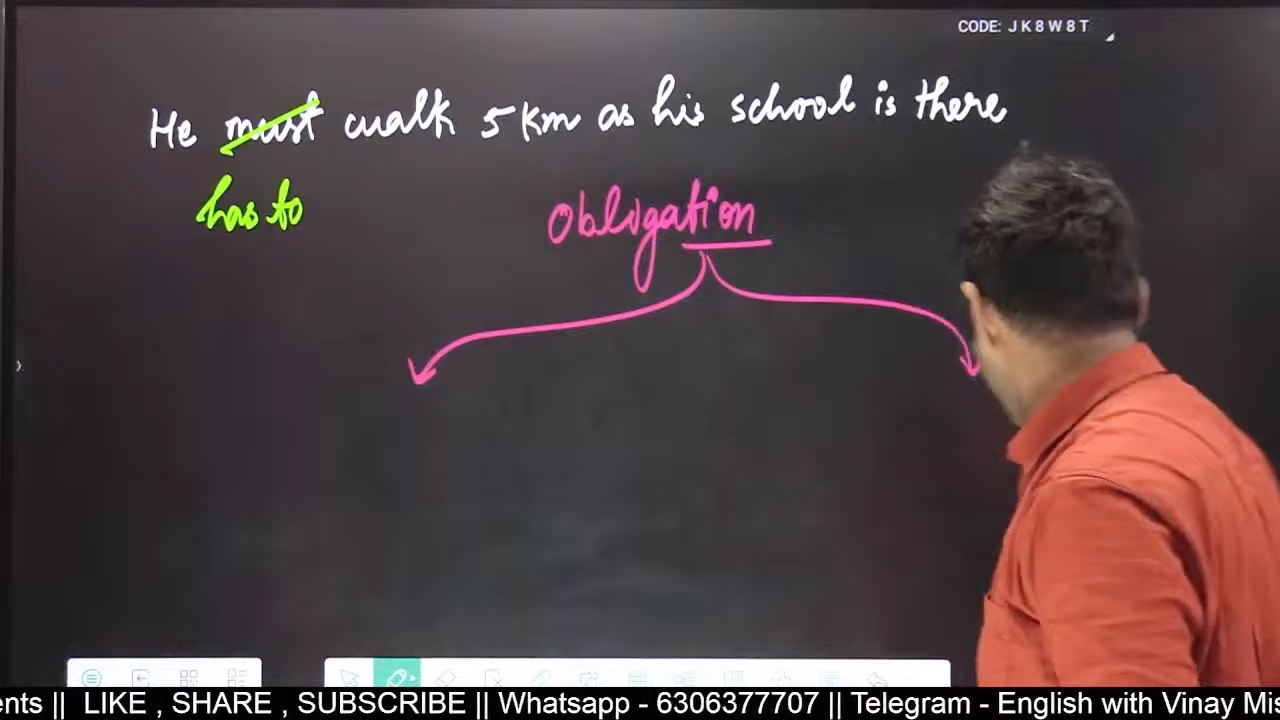 CODE: JK8W8T
He must walk 5 km as his school is there
has to
Obligation
ents || LIKE , SHARE , SUBSCRIBE || Whatsapp - 6306377707 || Telegram - English with Vinay Mis